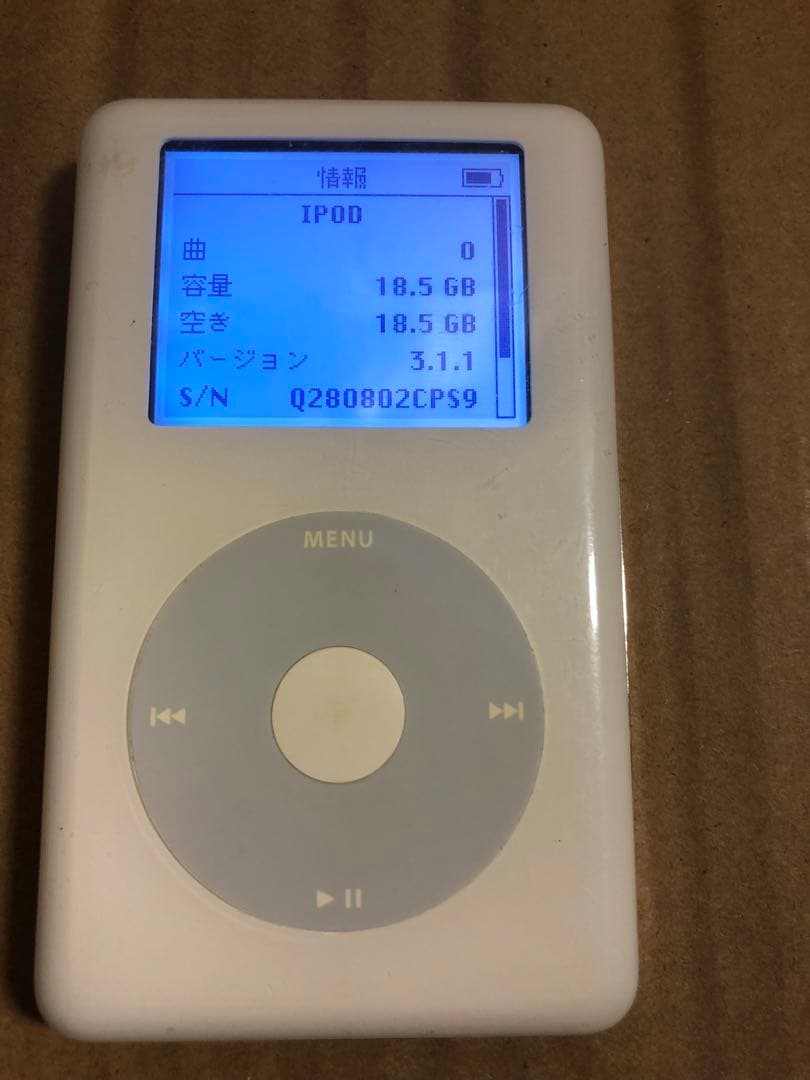 情報
IPOD
曲 0
容量 18.5 GB
空き 18.5 GB
バージョン 3.1.1
S/N Q280802CPS9
MENU